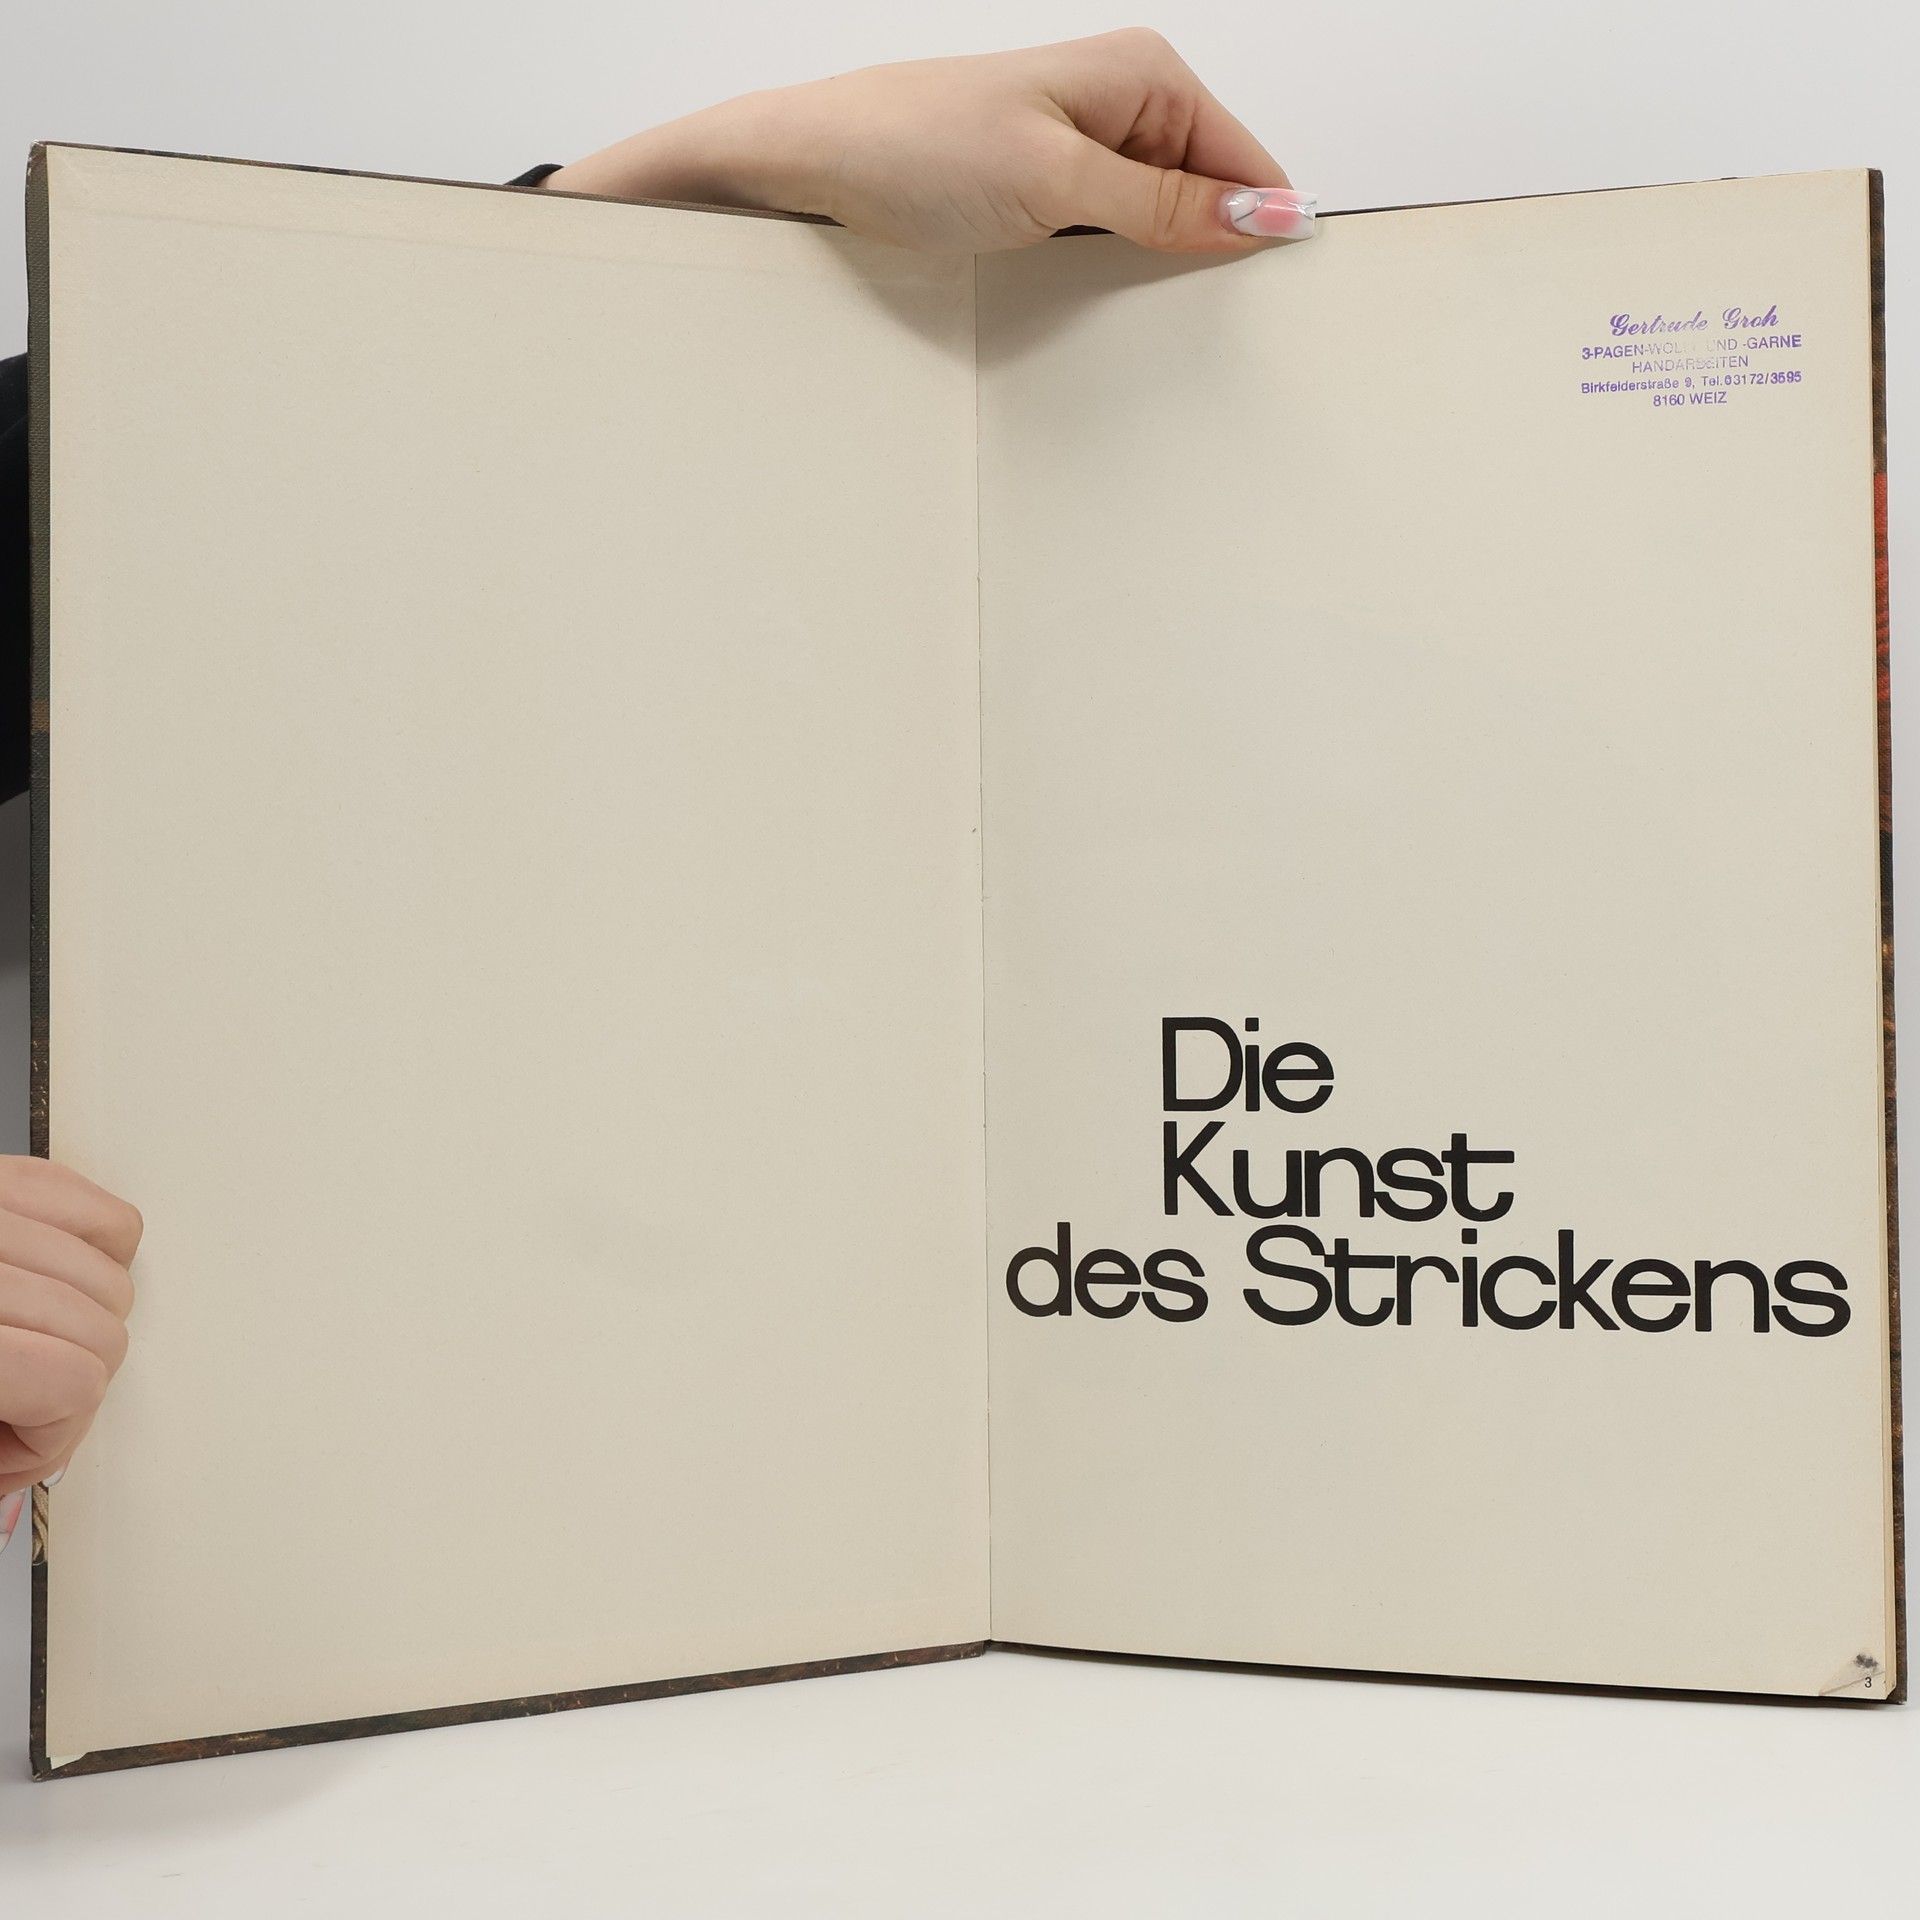 Gertrude Groh
3-PAGEN-WOLLE UND -GARNE
HANDARBEITEN
Birkfelderstraße 9, Tel. 03172/3595
8160 WEIZ
Die
Kunst
des Strickens
3